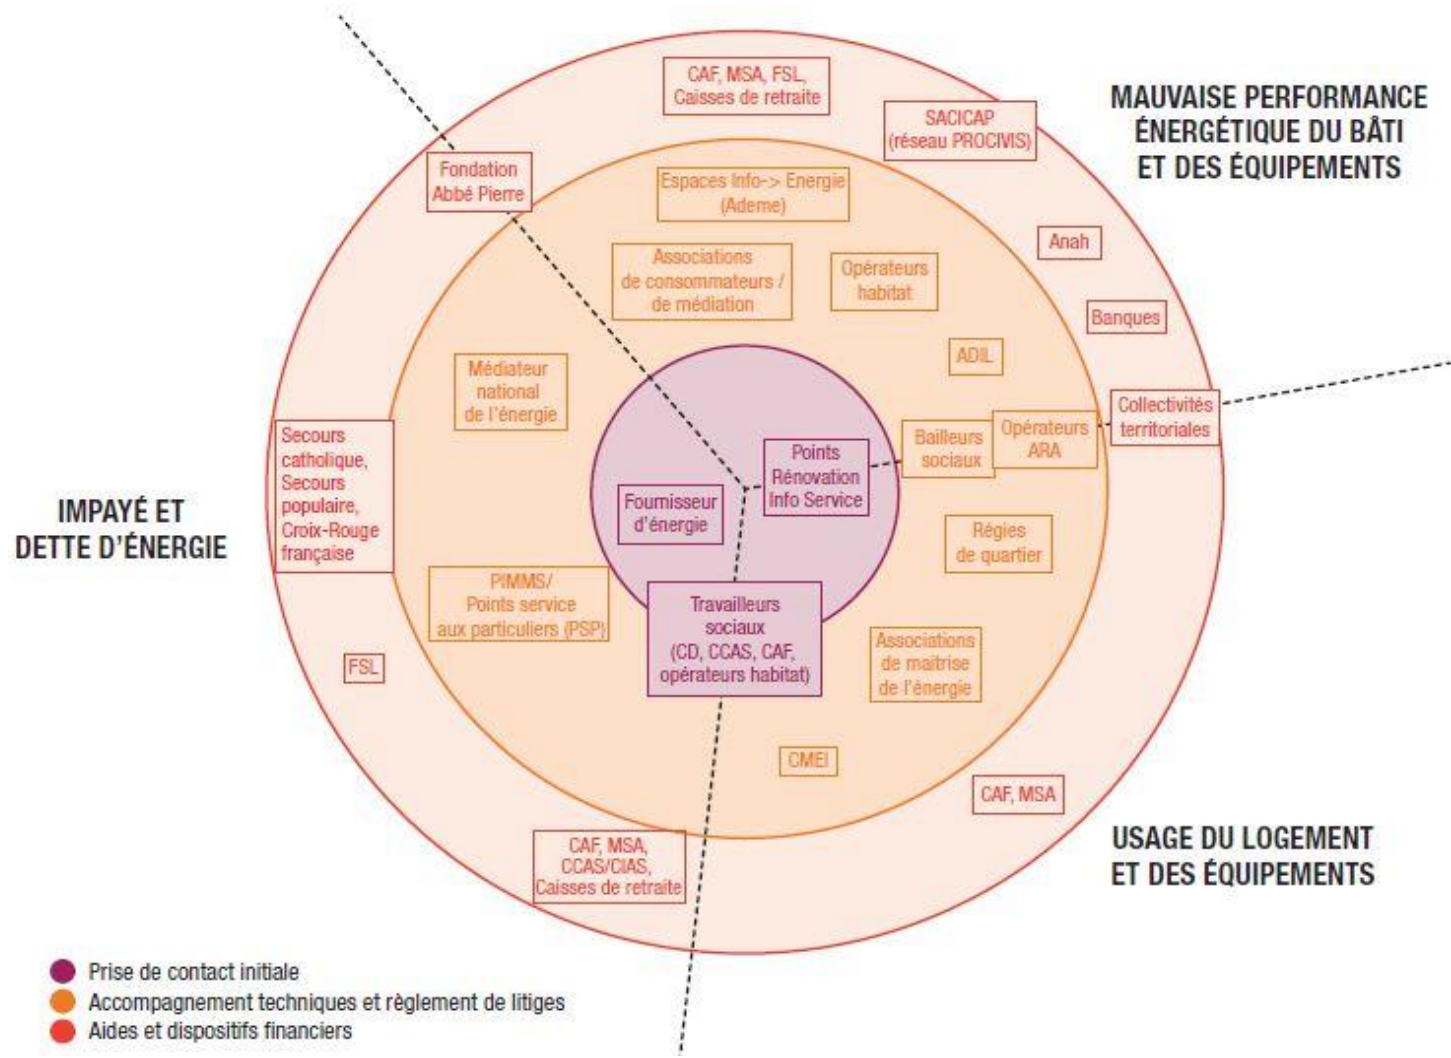 CAF, MSA, FSL,
Caisses de retraite
SACICAP
(réseau PROCIVIS)
MAUVAISE PERFORMANCE
ÉNERGÉTIQUE DU BÂTI
ET DES ÉQUIPEMENTS
Fondation
Abbé Pierre
Espaces Info-> Energie
(Ademe)
Anah
Associations
de consommateurs /
de médiation
Opérateurs
habitat
Banques
ADIL
Médiateur
national
de l'énergie
Collectivités
territoriales
Bailleurs
sociaux
Opérateurs
ARA
Secours
catholique,
Secours
populaire,
Croix-Rouge
française
Points
Rénovation
Info Service
Fournisseur
d'énergie
IMPAYÉ ET
DETTE D'ÉNERGIE
Régies
de quartier
PIMMS/
Points service
aux particuliers (PSP)
Travailleurs
sociaux
(CD, CCAS, CAF,
opérateurs habitat)
Associations
de maîtrise
de l'énergie
FSL
CMEI
CAF, MSA
USAGE DU LOGEMENT
ET DES ÉQUIPEMENTS
CAF, MSA,
CCAS/CIAS,
Caisses de retraite
Prise de contact initiale
Accompagnement techniques et règlement de litiges
Aides et dispositifs financiers